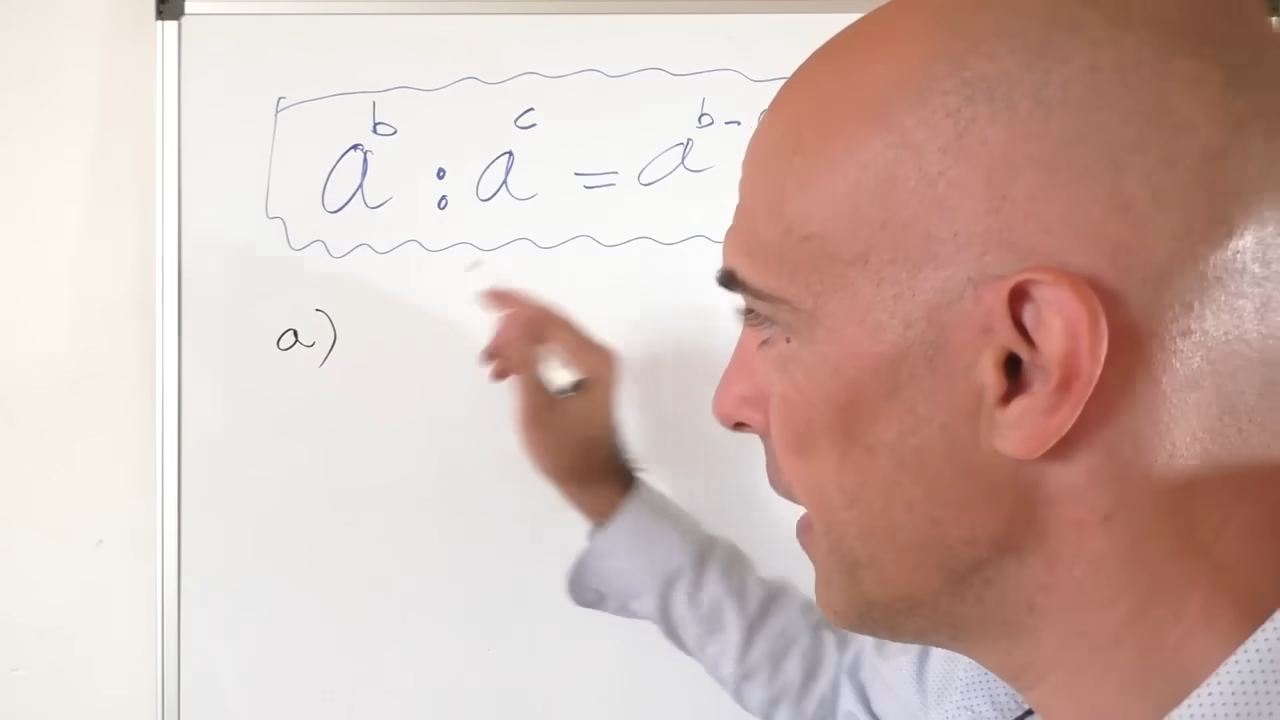 a^b : a^c = a^b-
a)